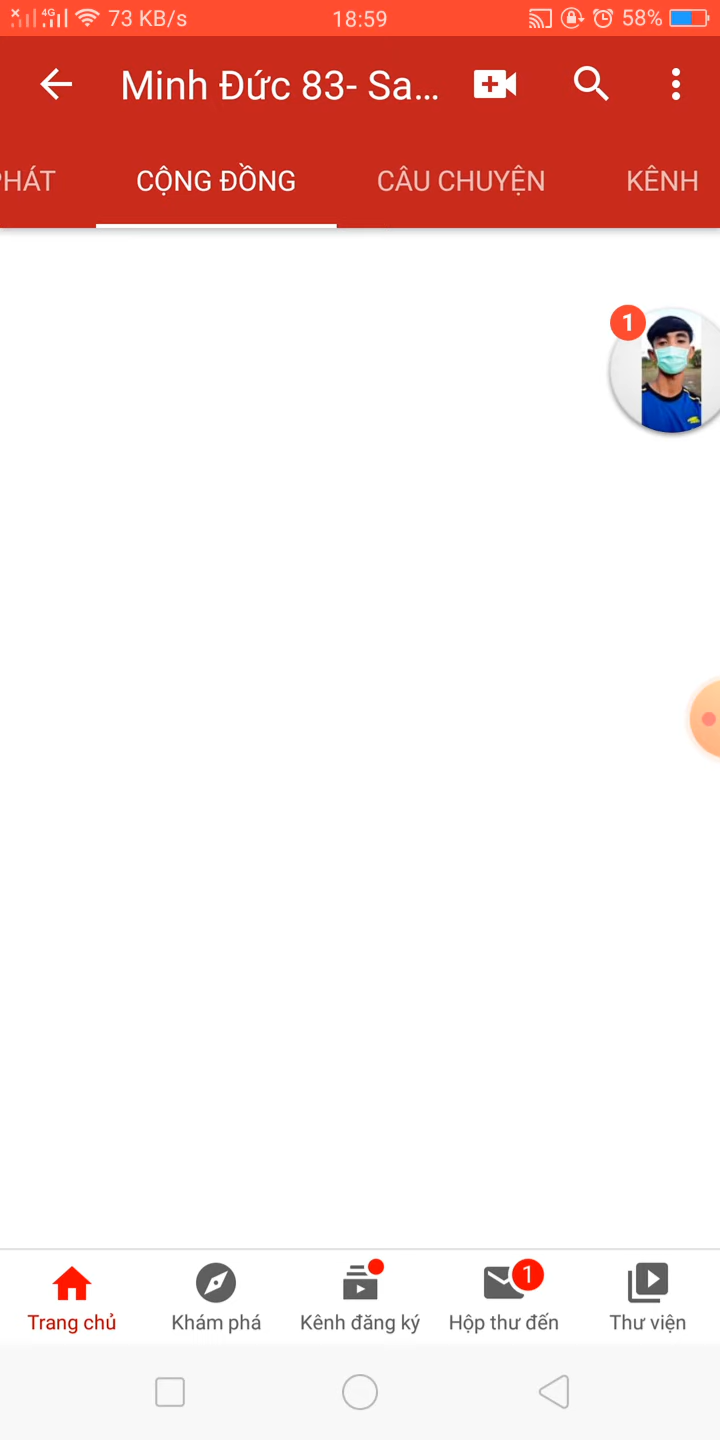 4G 73 KB/s 18:59 58%
Minh Đức 83- Sa...
PHÁT CỘNG ĐỒNG CÂU CHUYỆN KÊNH
1
1
Trang chủ Khám phá Kênh đăng ký Hộp thư đến Thư viện